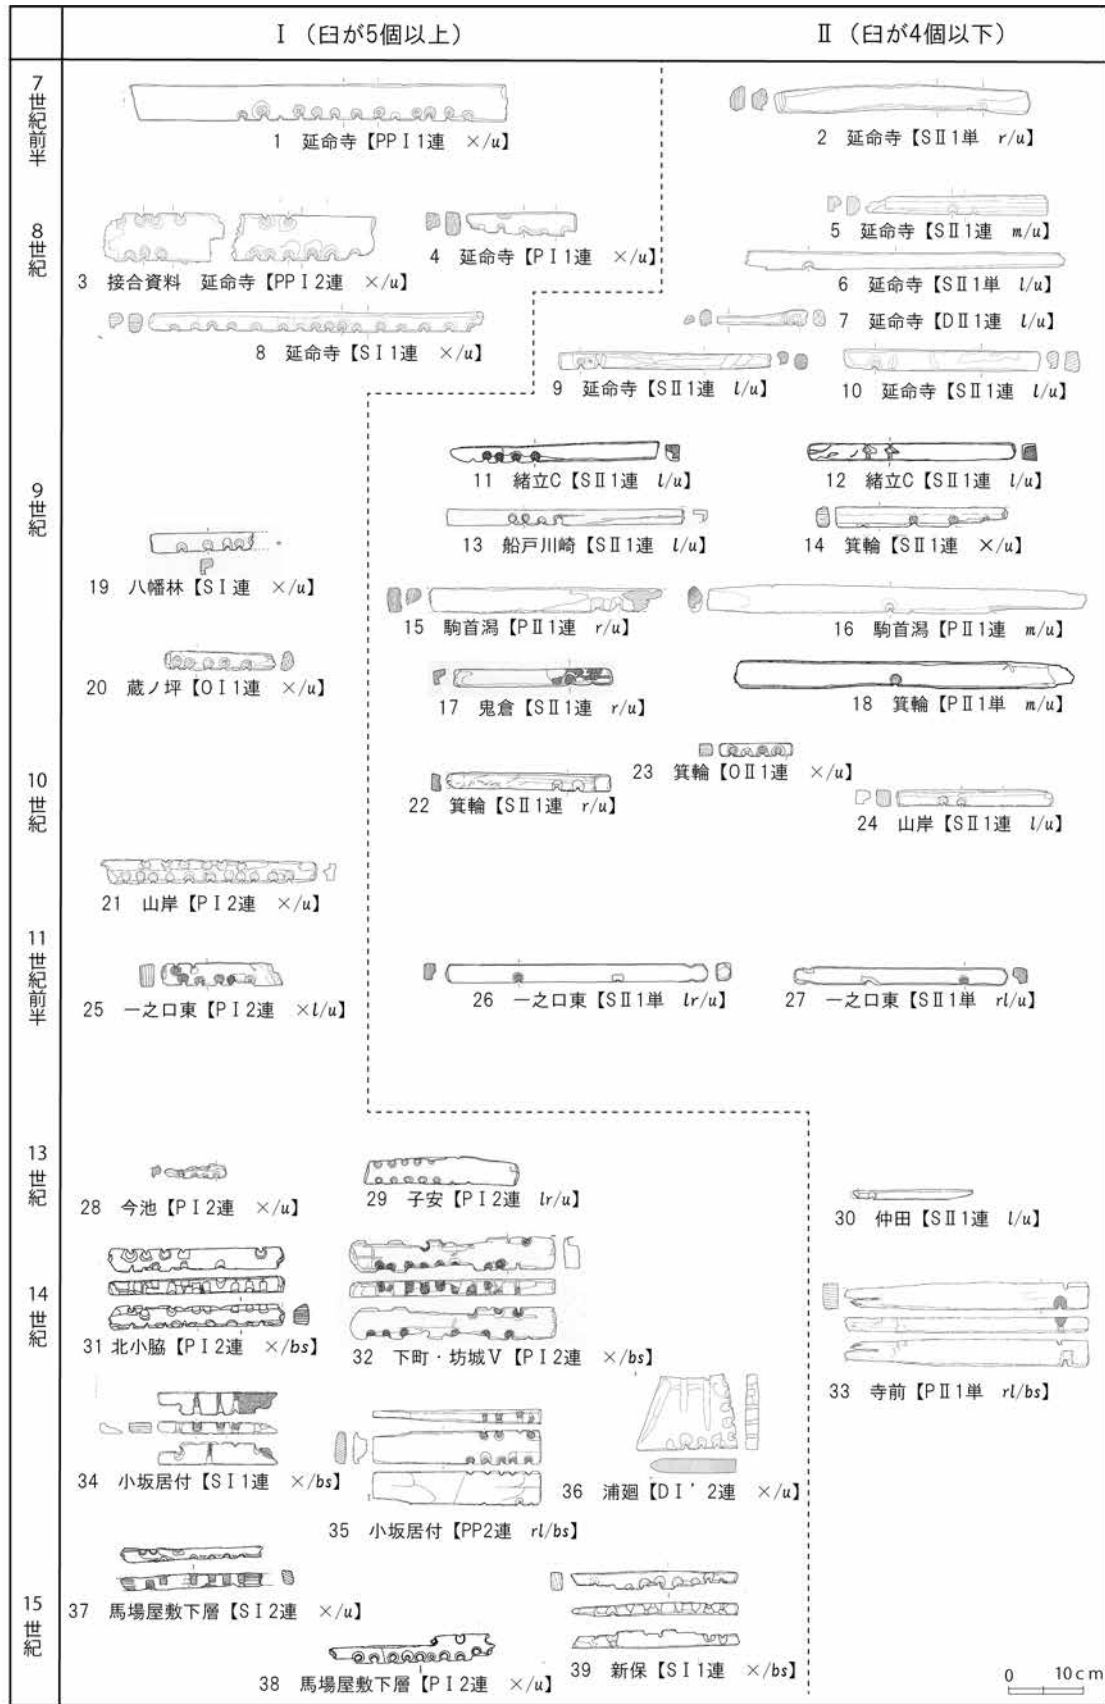 Ⅰ（臼が5個以上）
Ⅱ（臼が4個以下）
7世紀前半
1 延命寺【PPⅠ1連 ×/u】
2 延命寺【SⅡ1単 r/u】
8世紀
3 接合資料 延命寺【PPⅠ2連 ×/u】
4 延命寺【PⅠ1連 ×/u】
5 延命寺【SⅡ1連 m/u】
6 延命寺【SⅡ1単 l/u】
7 延命寺【DⅡ1連 l/u】
8 延命寺【SⅠ1連 ×/u】
9 延命寺【SⅡ1連 l/u】
10 延命寺【SⅡ1連 l/u】
9世紀
11 緒立C【SⅡ1連 l/u】
12 緒立C【SⅡ1連 l/u】
13 船戸川崎【SⅡ1連 l/u】
14 箕輪【SⅡ1連 ×/u】
19 八幡林【SⅠ連 ×/u】
15 駒首潟【PⅡ1連 r/u】
16 駒首潟【PⅡ1連 m/u】
20 蔵ノ坪【OⅠ1連 ×/u】
17 鬼倉【SⅡ1連 r/u】
18 箕輪【PⅡ1単 m/u】
10世紀
23 箕輪【OⅡ1連 ×/u】
22 箕輪【SⅡ1連 r/u】
24 山岸【SⅡ1連 l/u】
21 山岸【PⅠ2連 ×/u】
11世紀前半
25 一之口東【PⅠ2連 ×l/u】
26 一之口東【SⅡ1単 lr/u】
27 一之口東【SⅡ1単 rl/u】
13世紀
28 今池【PⅠ2連 ×/u】
29 子安【PⅠ2連 lr/u】
30 仲田【SⅡ1連 l/u】
14世紀
31 北小脇【PⅠ2連 ×/bs】
32 下町・坊城Ⅴ【PⅠ2連 ×/bs】
33 寺前【PⅡ1単 rl/bs】
34 小坂居付【SⅠ1連 ×/bs】
35 小坂居付【PP2連 rl/bs】
36 浦廻【DⅠ'2連 ×/u】
15世紀
37 馬場屋敷下層【SⅠ2連 ×/u】
38 馬場屋敷下層【PⅠ2連 ×/u】
39 新保【SⅠ1連 ×/bs】
0 10cm